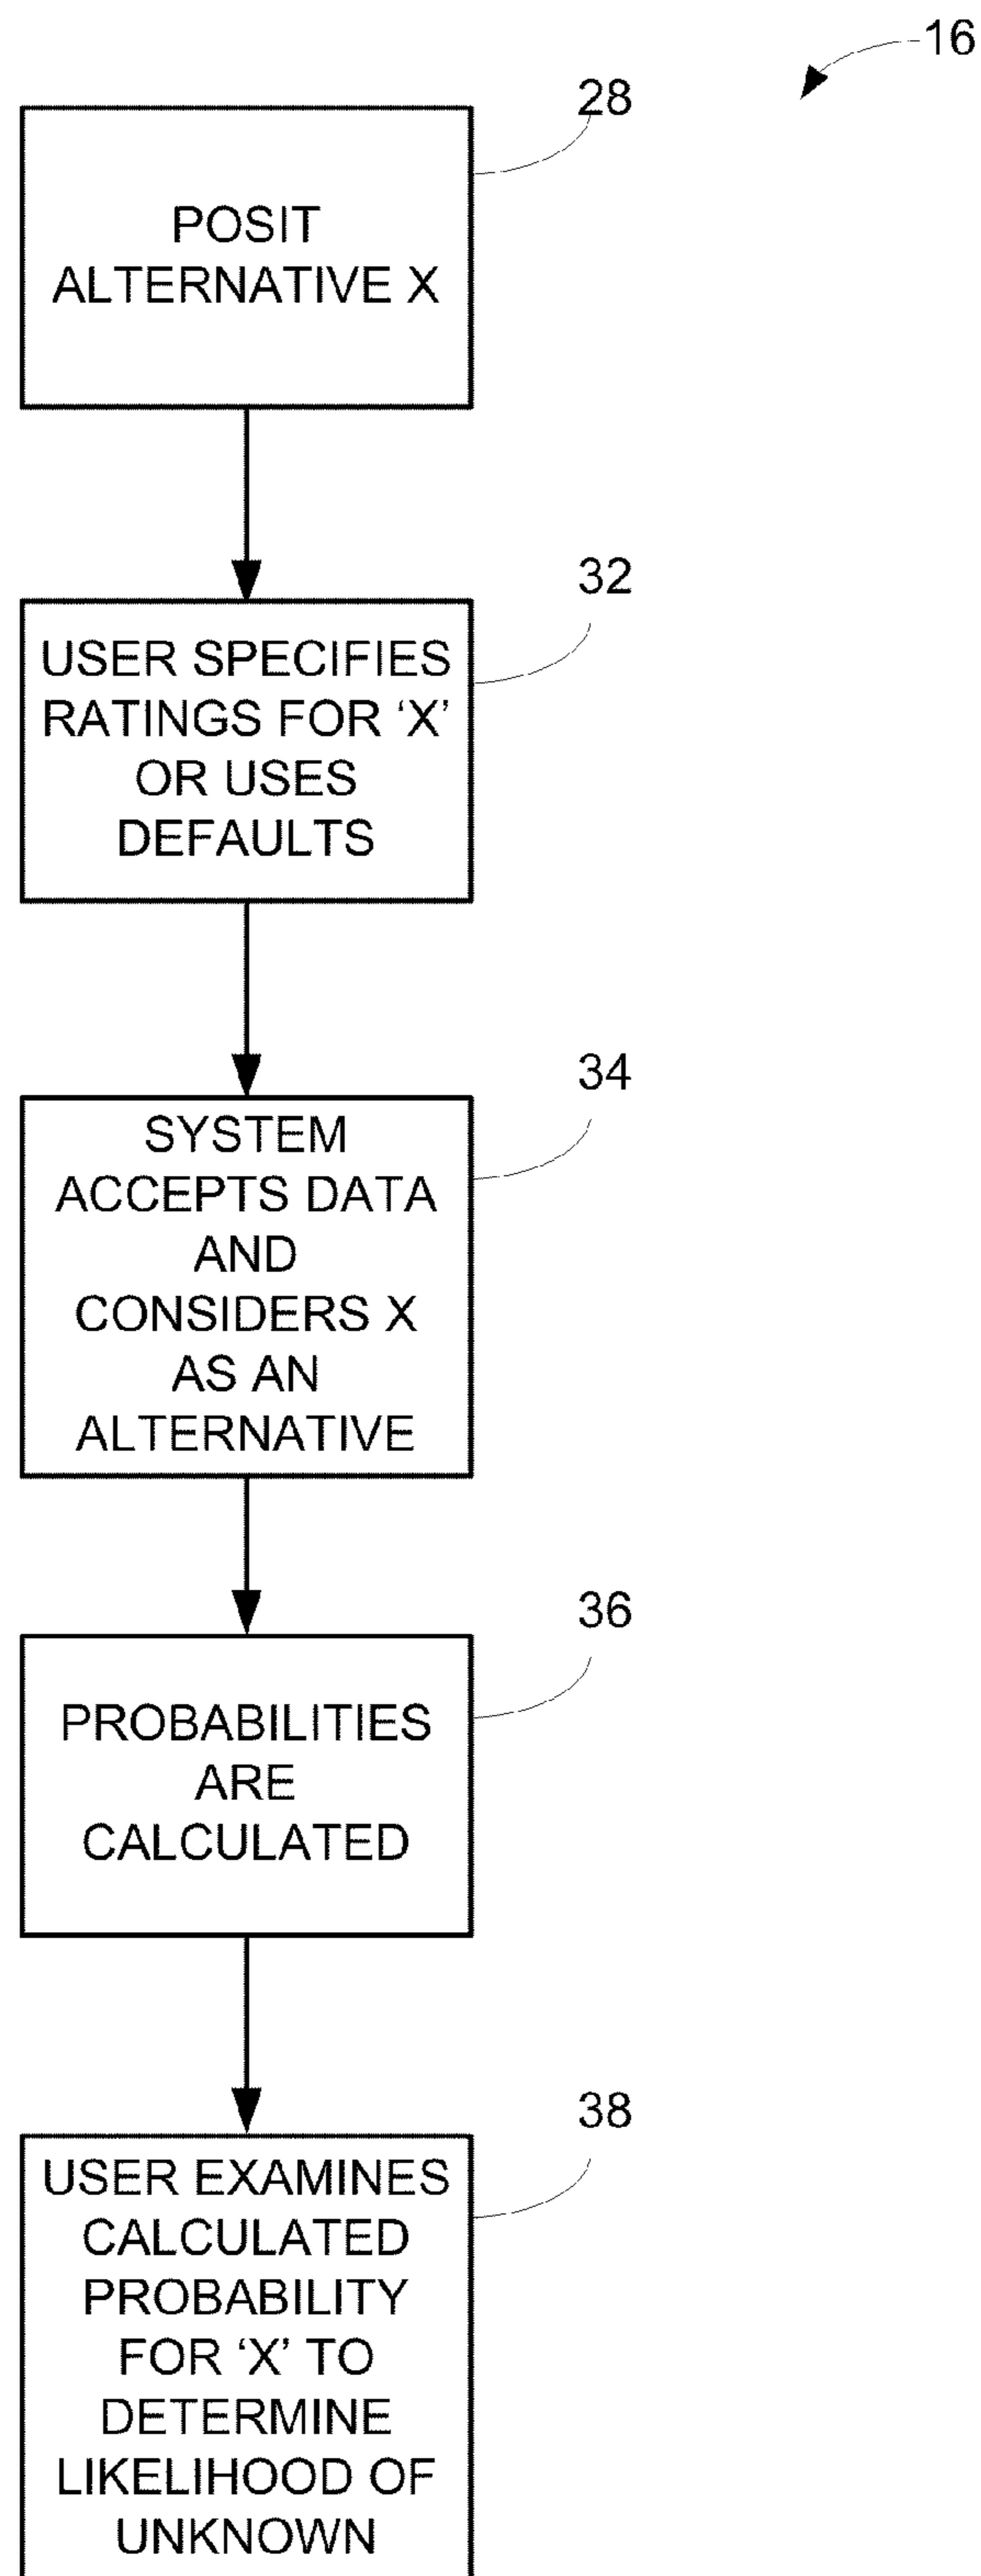 16
28
POSIT
ALTERNATIVE X
32
USER SPECIFIES
RATINGS FOR ‘X’
OR USES
DEFAULTS
34
SYSTEM
ACCEPTS DATA
AND
CONSIDERS X
AS AN
ALTERNATIVE
36
PROBABILITIES
ARE
CALCULATED
38
USER EXAMINES
CALCULATED
PROBABILITY
FOR ‘X’ TO
DETERMINE
LIKELIHOOD OF
UNKNOWN